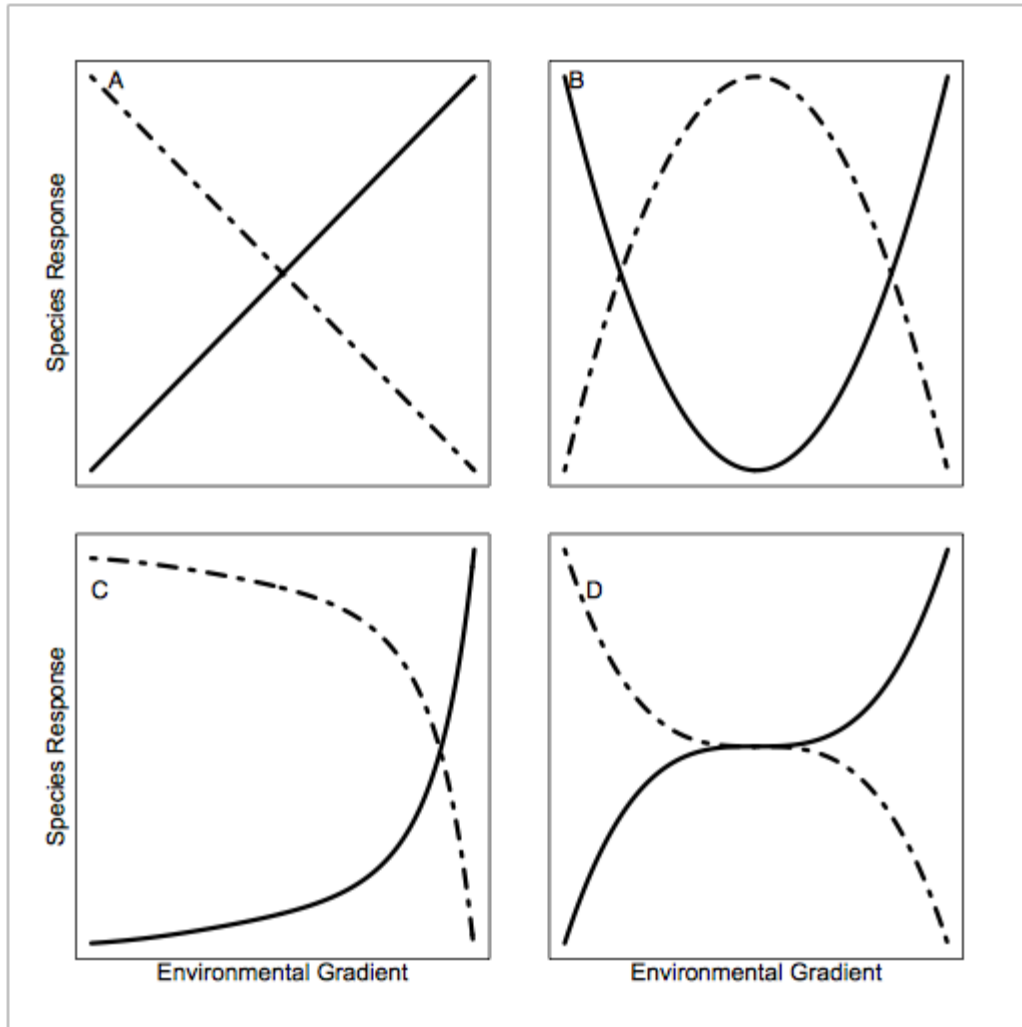 A
B
Species Response
C
D
Species Response
Environmental Gradient
Environmental Gradient